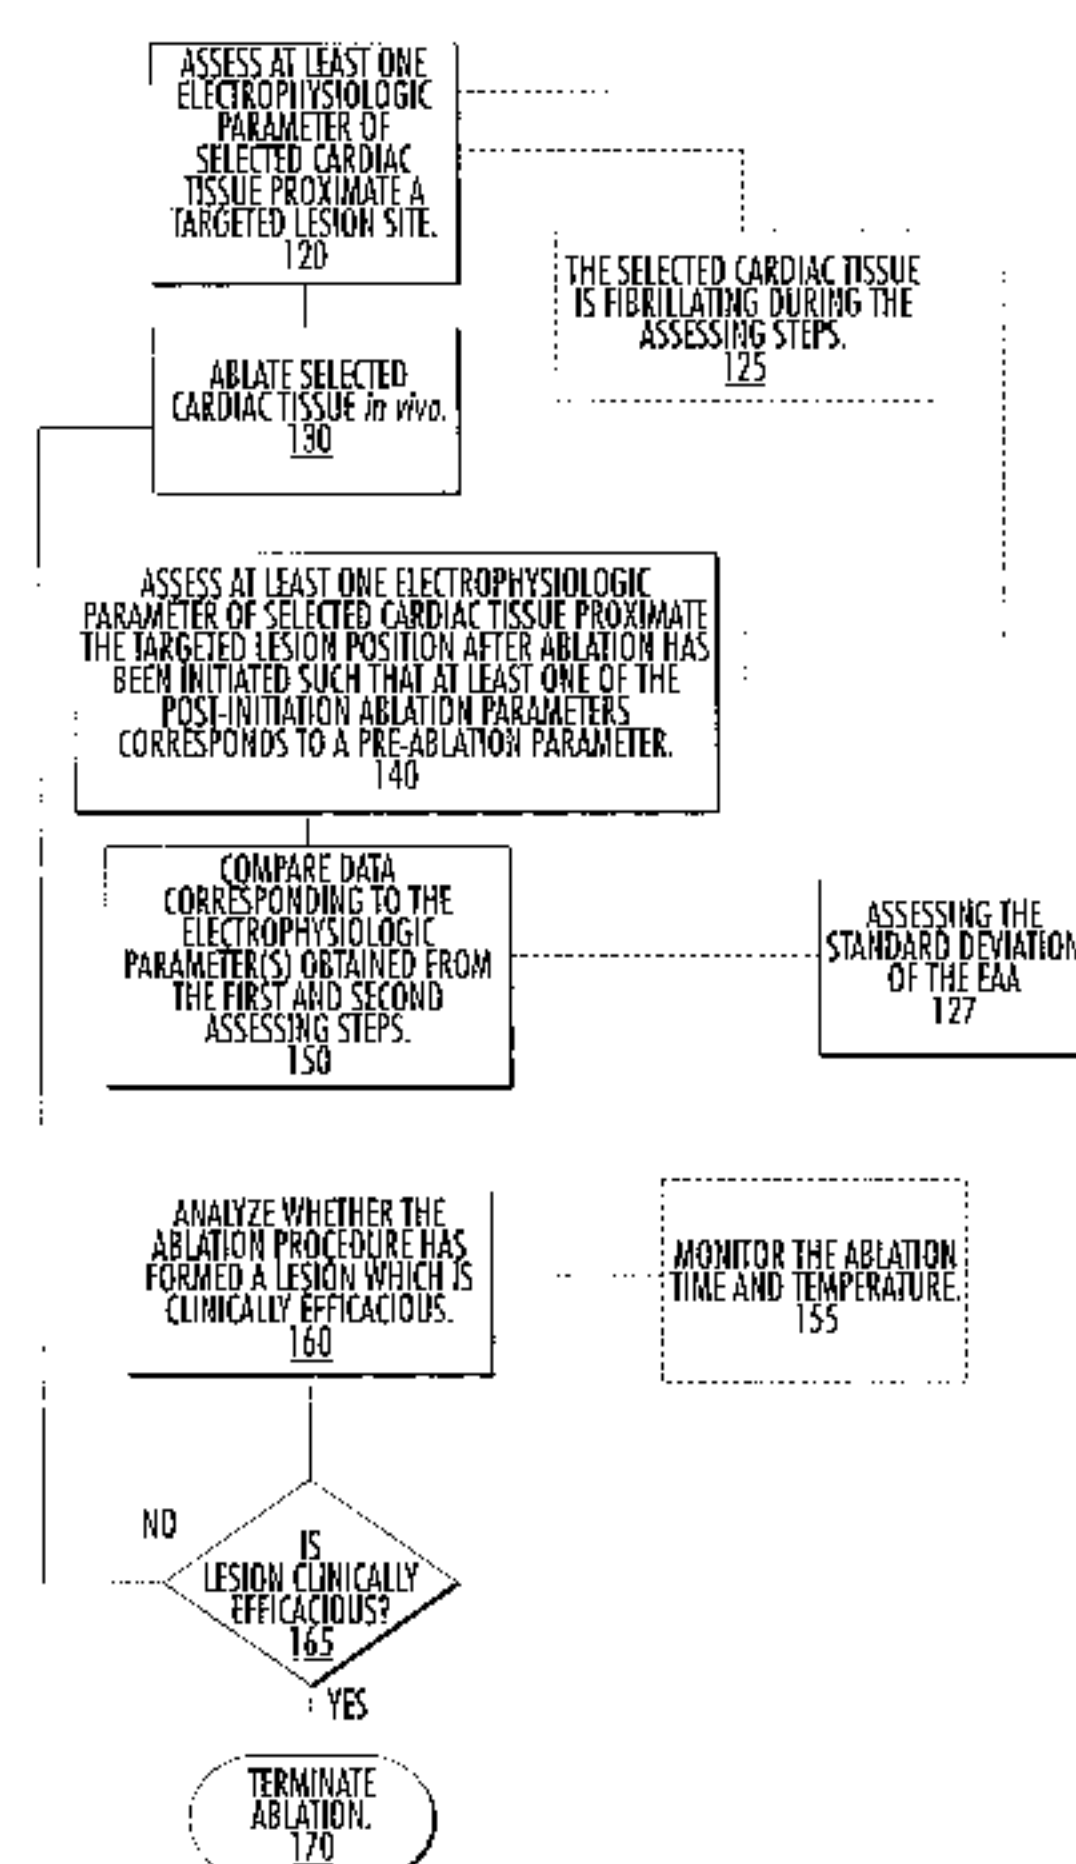 ASSESS AT LEAST ONE
ELECTROPHYSIOLOGIC
PARAMETER OF
SELECTED CARDIAC
TISSUE PROXIMATE A
TARGETED LESION SITE.
120
THE SELECTED CARDIAC TISSUE
IS FIBRILLATING DURING THE
ASSESSING STEPS.
125
ABLATE SELECTED
CARDIAC TISSUE in vivo.
130
ASSESS AT LEAST ONE ELECTROPHYSIOLOGIC
PARAMETER OF SELECTED CARDIAC TISSUE PROXIMATE
THE TARGETED LESION POSITION AFTER ABLATION HAS
BEEN INITIATED SUCH THAT AT LEAST ONE OF THE
POST-INITIATION ABLATION PARAMETERS
CORRESPONDS TO A PRE-ABLATION PARAMETER.
140
COMPARE DATA
CORRESPONDING TO THE
ELECTROPHYSIOLOGIC
PARAMETER(S) OBTAINED FROM
THE FIRST AND SECOND
ASSESSING STEPS.
150
ASSESSING THE
STANDARD DEVIATION
OF THE EAA
127
ANALYZE WHETHER THE
ABLATION PROCEDURE HAS
FORMED A LESION WHICH IS
CLINICALLY EFFICACIOUS.
160
MONITOR THE ABLATION
TIME AND TEMPERATURE.
155
NO
IS
LESION CLINICALLY
EFFICACIOUS?
165
YES
TERMINATE
ABLATION.
170